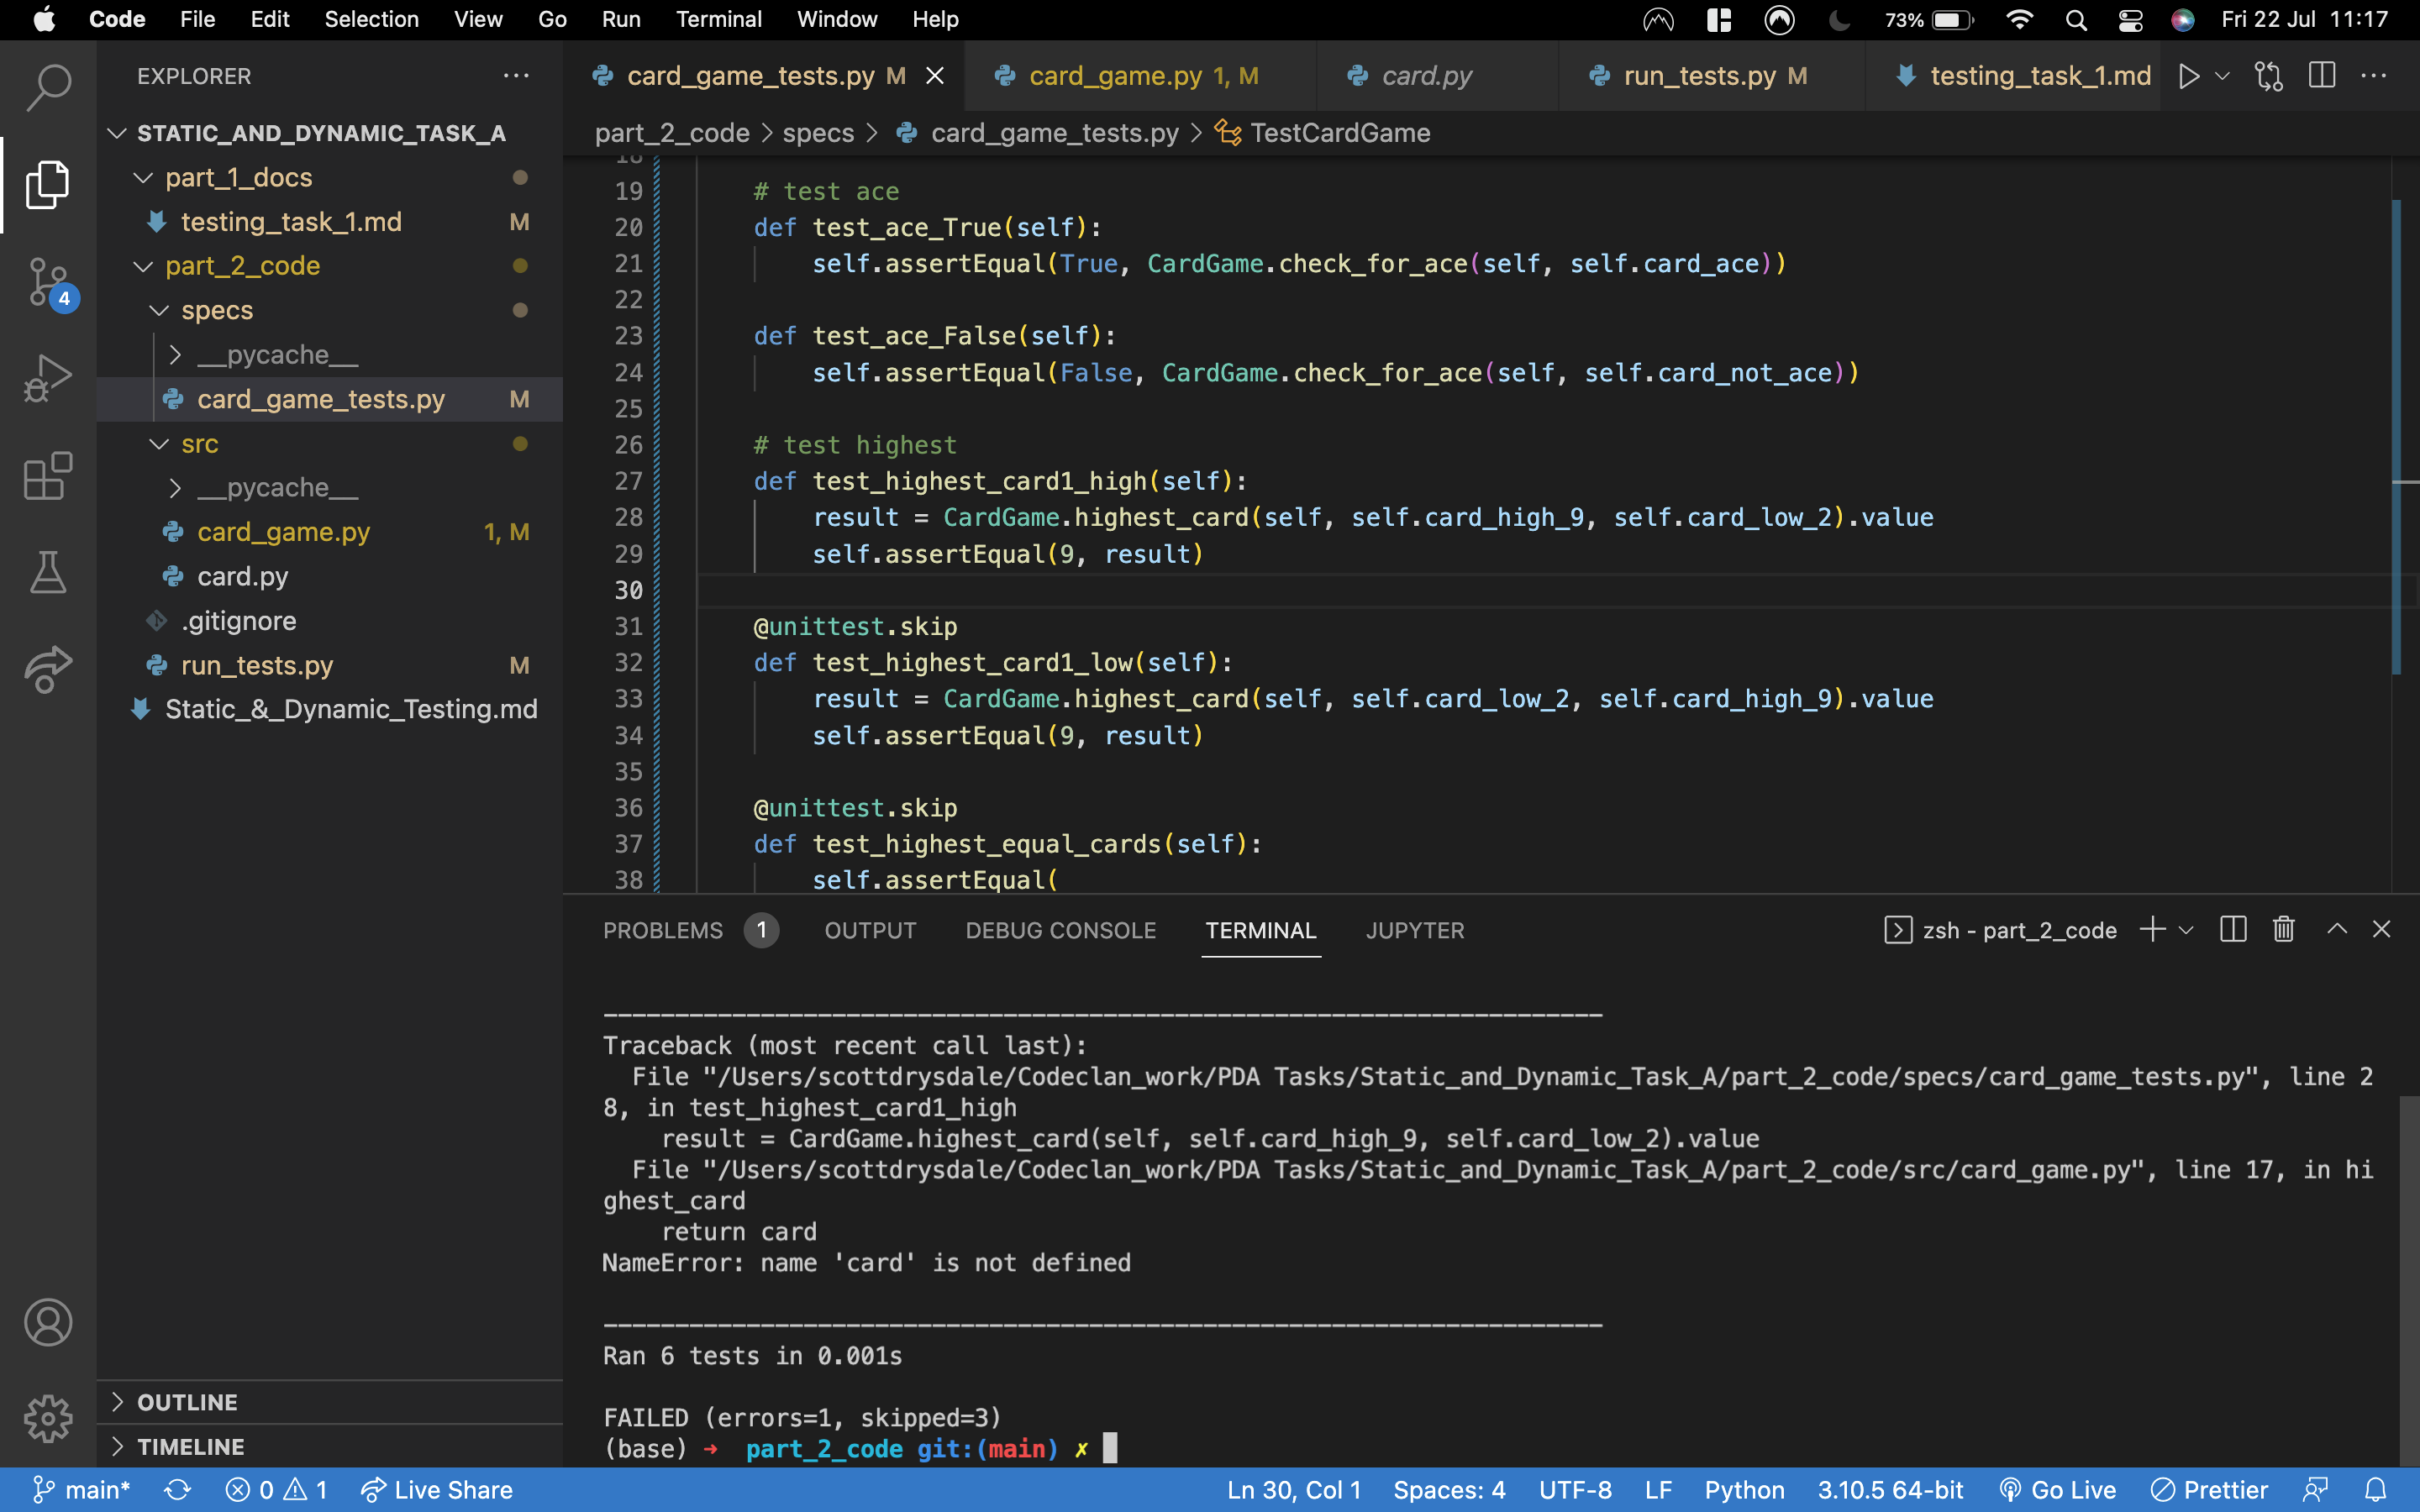 Code File Edit Selection View Go Run Terminal Window Help 73% Fri 22 Jul 11:17
EXPLORER ...
STATIC_AND_DYNAMIC_TASK_A
part_1_docs
testing_task_1.md M
part_2_code
specs
__pycache__
card_game_tests.py M
src
__pycache__
card_game.py 1, M
card.py
.gitignore
run_tests.py M
Static_&_Dynamic_Testing.md
OUTLINE
TIMELINE
4
card_game_tests.py M card_game.py 1, M card.py run_tests.py M testing_task_1.md ...
part_2_code > specs > card_game_tests.py > TestCardGame
18
19 # test ace
20 def test_ace_True(self):
21 self.assertEqual(True, CardGame.check_for_ace(self, self.card_ace))
22
23 def test_ace_False(self):
24 self.assertEqual(False, CardGame.check_for_ace(self, self.card_not_ace))
25
26 # test highest
27 def test_highest_card1_high(self):
28 result = CardGame.highest_card(self, self.card_high_9, self.card_low_2).value
29 self.assertEqual(9, result)
30
31 @unittest.skip
32 def test_highest_card1_low(self):
33 result = CardGame.highest_card(self, self.card_low_2, self.card_high_9).value
34 self.assertEqual(9, result)
35
36 @unittest.skip
37 def test_highest_equal_cards(self):
38 self.assertEqual(
PROBLEMS 1 OUTPUT DEBUG CONSOLE TERMINAL JUPYTER zsh - part_2_code
----------------------------------------------------------------------
Traceback (most recent call last):
File "/Users/scottdrysdale/Codeclan_work/PDA Tasks/Static_and_Dynamic_Task_A/part_2_code/specs/card_game_tests.py", line 2
8, in test_highest_card1_high
result = CardGame.highest_card(self, self.card_high_9, self.card_low_2).value
File "/Users/scottdrysdale/Codeclan_work/PDA Tasks/Static_and_Dynamic_Task_A/part_2_code/src/card_game.py", line 17, in hi
ghest_card
return card
NameError: name 'card' is not defined
----------------------------------------------------------------------
Ran 6 tests in 0.001s
FAILED (errors=1, skipped=3)
(base) ➜ part_2_code git:(main) ✗
main* 0 1 Live Share Ln 30, Col 1 Spaces: 4 UTF-8 LF Python 3.10.5 64-bit Go Live Prettier